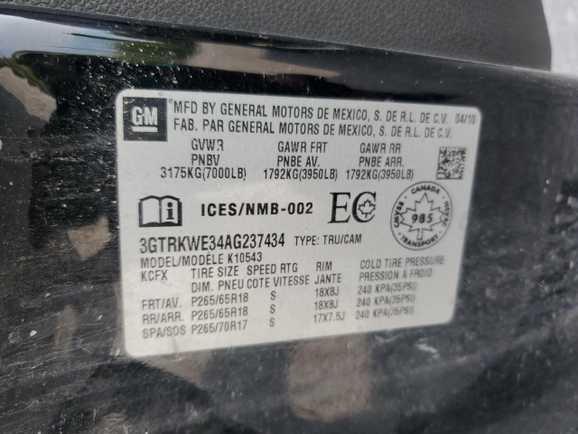 GM
MFD BY GENERAL MOTORS DE MEXICO, S. DE R.L. DE C.V. 04/10
FAB. PAR GENERAL MOTORS DE MEXICO, S. DE R.L. DE C.V.
GVWR GAWR FRT GAWR RR
PNBV PNBE AV. PNBE ARR.
3175KG(7000LB) 1792KG(3950LB) 1792KG(3950LB)
ICES/NMB-002 EC CANADA 985
3GTRKWE34AG237434 TYPE: TRU/CAM
MODEL/MODÈLE K10543
KCFX TIRE SIZE SPEED RTG RIM COLD TIRE PRESSURE
DIM. PNEU COTE VITESSE JANTE PRESSION A FROID
FRT/AV. P265/65R18 S 18X8J 240 KPA(35PSI)
RR/ARR. P265/65R18 S 18X8J 240 KPA(35PSI)
SPA/SOS P265/70R17 S 17X7.5J 240 KPA(35PSI)